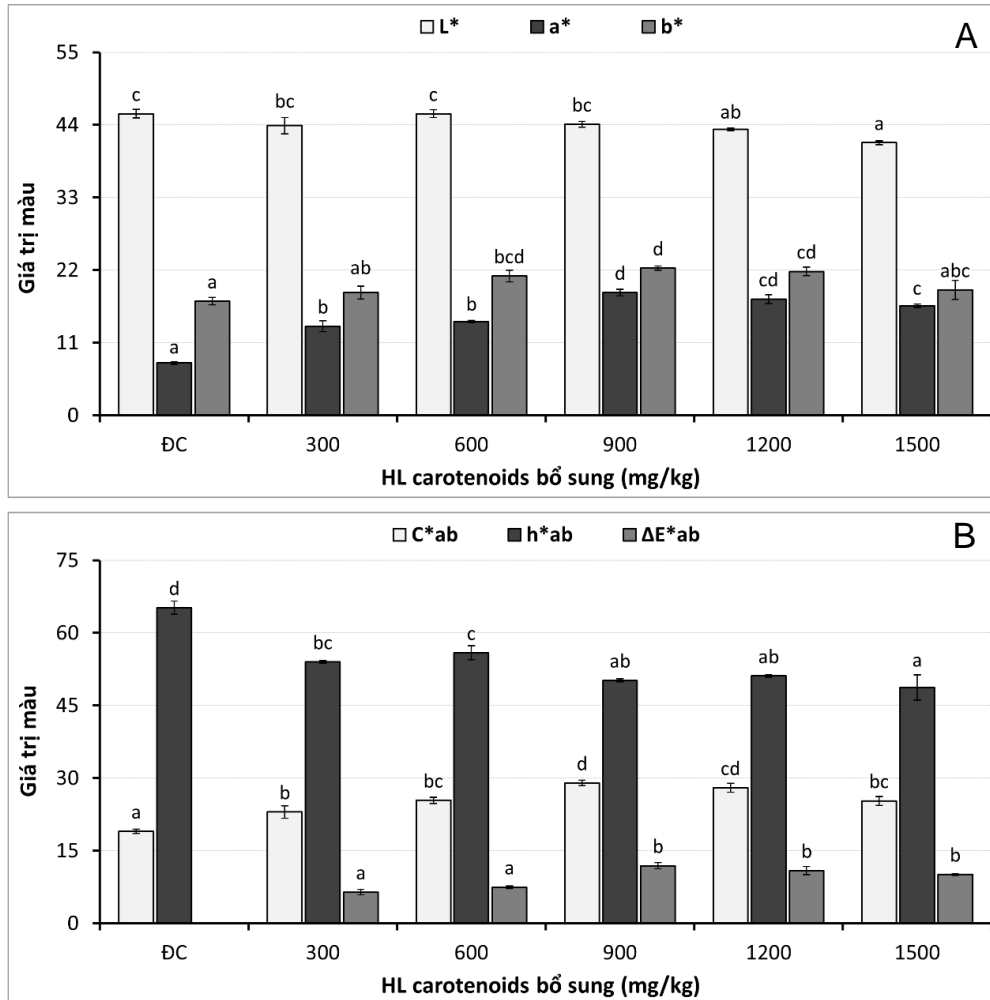 L* a* b*
A
55
44
33
22
11
0
Giá trị màu
c bc c bc ab a
a b b d cd c
a ab bcd d cd abc
ĐC 300 600 900 1200 1500
HL carotenoids bổ sung (mg/kg)
C*ab h*ab ΔE*ab
B
75
60
45
30
15
0
Giá trị màu
a b bc d cd bc
d bc c ab ab a
a a b b b
ĐC 300 600 900 1200 1500
HL carotenoids bổ sung (mg/kg)